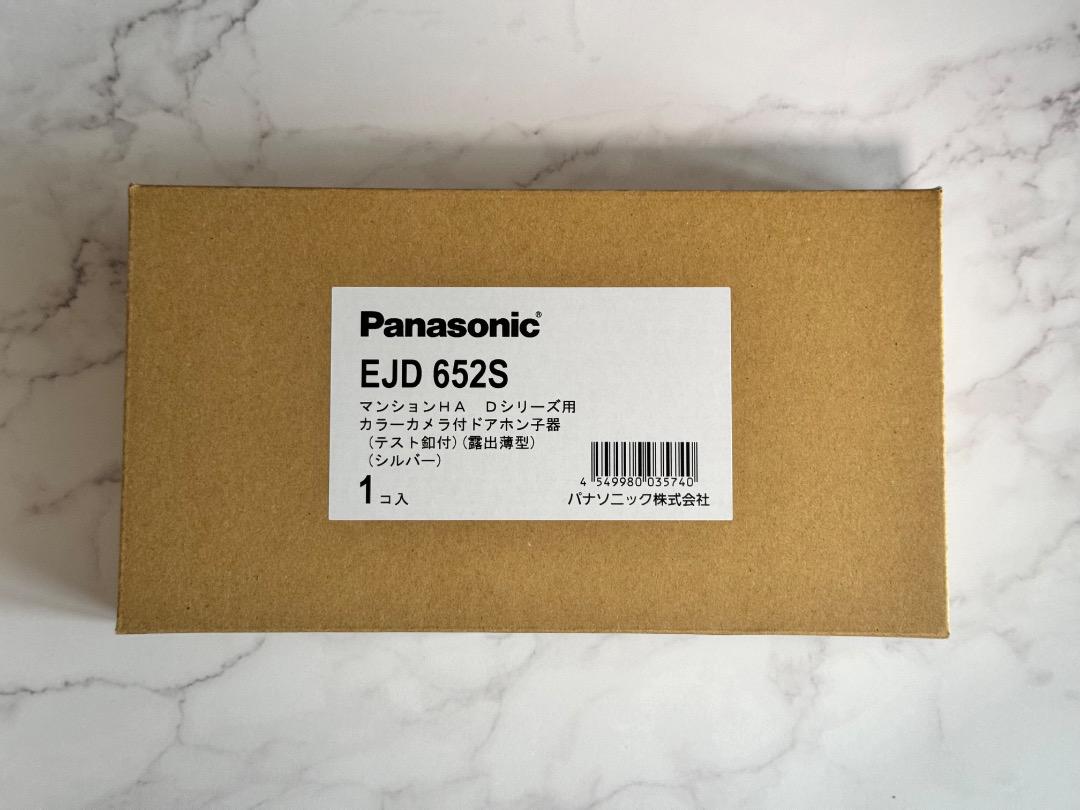 Panasonic®
EJD 652S
マンションＨＡ　Ｄシリーズ用
カラーカメラ付ドアホン子器
（テスト釦付）（露出薄型）
（シルバー）
1コ入
4 549980 035740
パナソニック株式会社